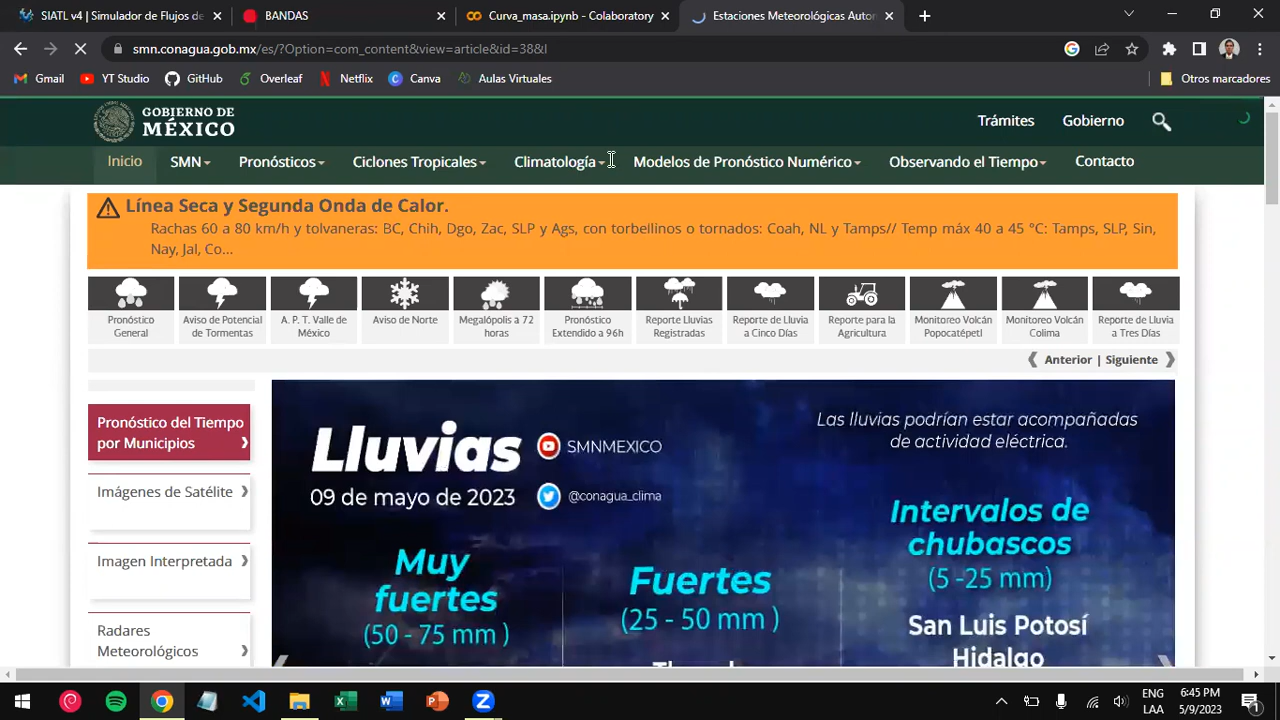 SIATL v4 | Simulador de Flujos de
BANDAS
Curva_masa.ipynb - Colaboratory
Estaciones Meteorológicas Autor
smn.conagua.gob.mx/es/?Option=com_content&view=article&id=38&l
Gmail
YT Studio
GitHub
Overleaf
Netflix
Canva
Aulas Virtuales
Otros marcadores
GOBIERNO DE
MÉXICO
Trámites
Gobierno
Inicio
SMN
Pronósticos
Ciclones Tropicales
Climatología
Modelos de Pronóstico Numérico
Observando el Tiempo
Contacto
Línea Seca y Segunda Onda de Calor.
Rachas 60 a 80 km/h y tolvaneras: BC, Chih, Dgo, Zac, SLP y Ags, con torbellinos o tornados: Coah, NL y Tamps// Temp máx 40 a 45 °C: Tamps, SLP, Sin,
Nay, Jal, Co...
Pronóstico
General
Aviso de Potencial
de Tormentas
A. P. T. Valle de
México
Aviso de Norte
Megalópolis a 72
horas
Pronóstico
Extendido a 96h
Reporte Lluvias
Registradas
Reporte de Lluvia
a Cinco Días
Reporte para la
Agricultura
Monitoreo Volcán
Popocatépetl
Monitoreo Volcán
Colima
Reporte de Lluvia
a Tres Días
Anterior | Siguiente
Pronóstico del Tiempo
por Municipios
Imágenes de Satélite
Imagen Interpretada
Radares
Meteorológicos
Lluvias
SMNMEXICO
09 de mayo de 2023
@conagua_clima
Las lluvias podrían estar acompañadas
de actividad eléctrica.
Muy
fuertes
(50 - 75 mm )
Fuertes
(25 - 50 mm )
Intervalos de
chubascos
(5 -25 mm)
San Luis Potosí
Hidalgo
ENG
LAA
6:45 PM
5/9/2023
1